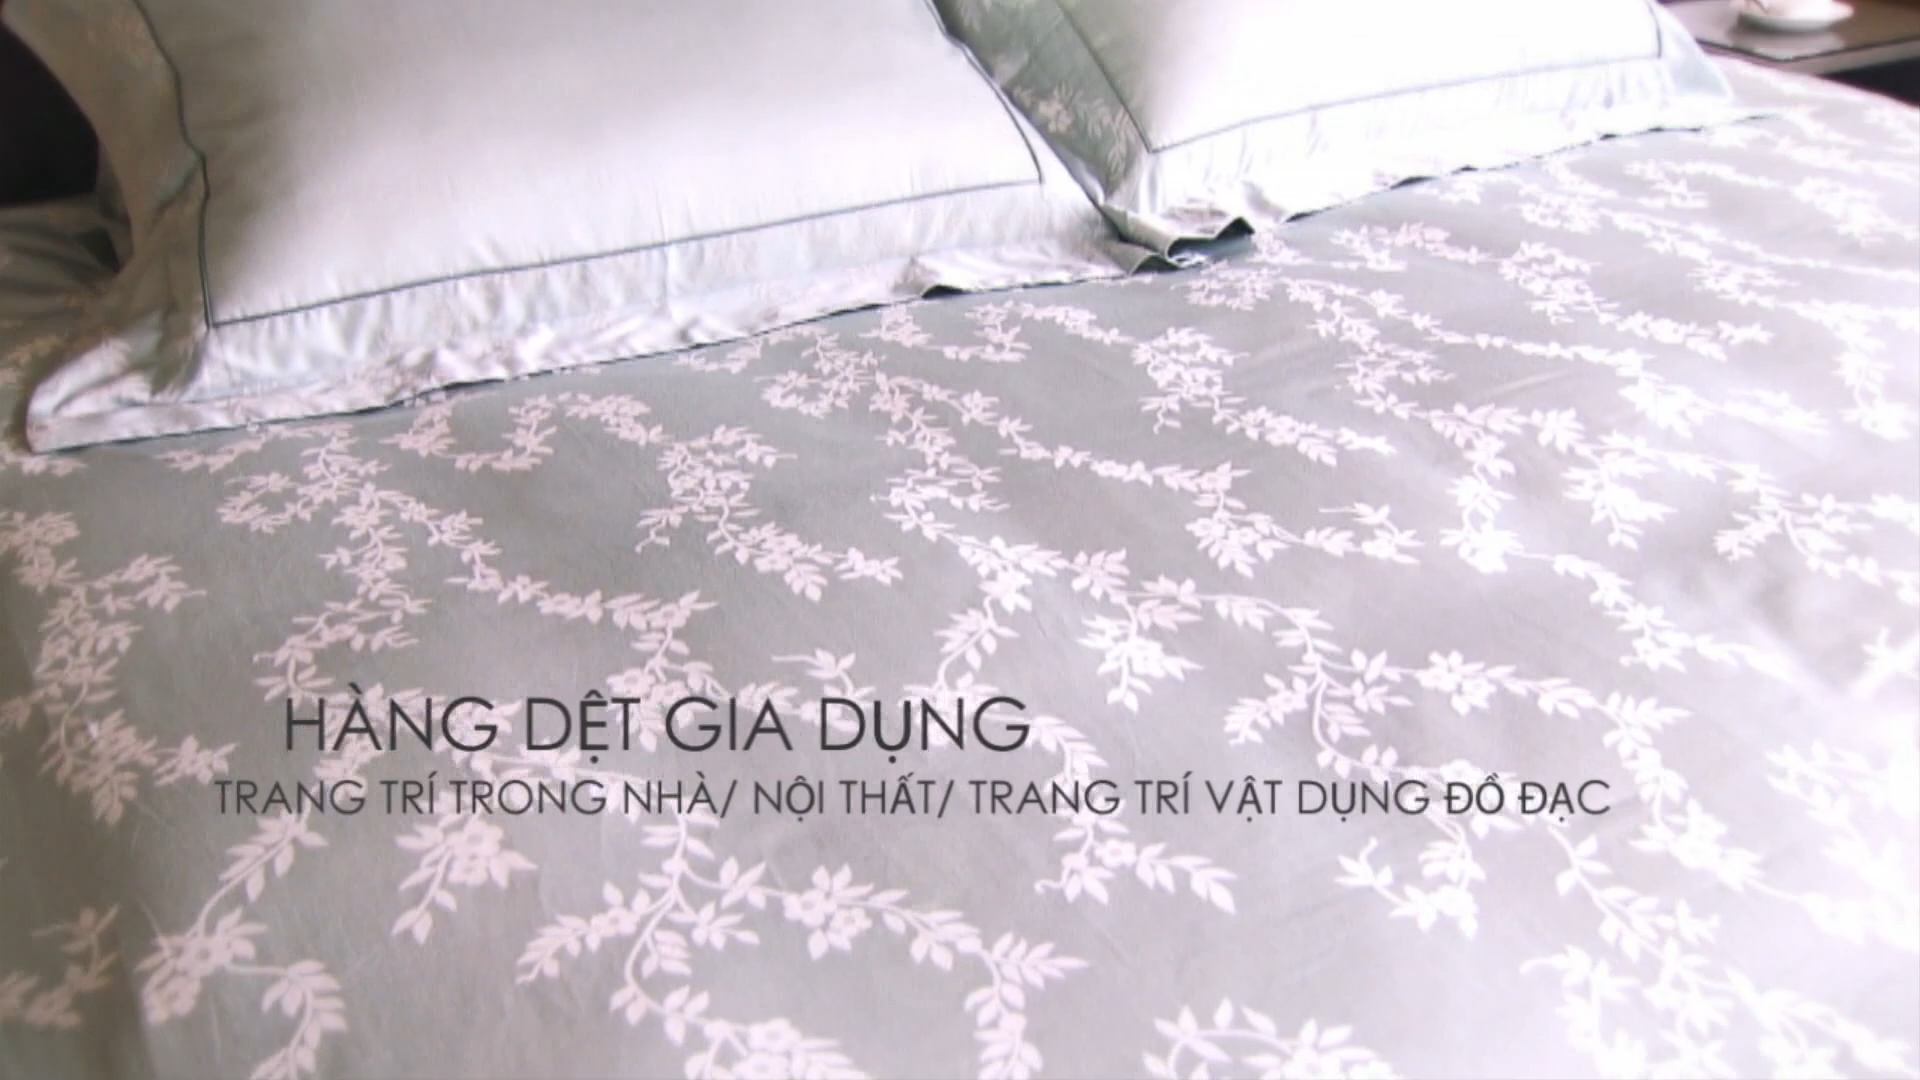 HÀNG DỆT GIA DỤNG
TRANG TRÍ TRONG NHÀ/ NỘI THẤT/ TRANG TRÍ VẬT DỤNG ĐỒ ĐẠC